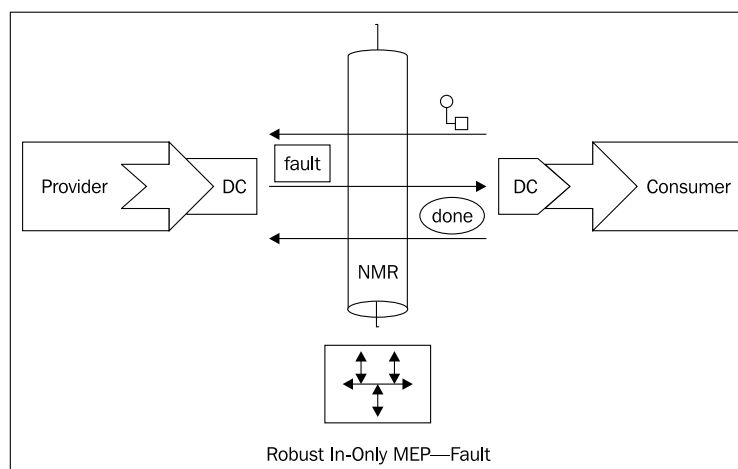 fault
Provider
DC
DC
Consumer
done
NMR
Robust In-Only MEP—Fault